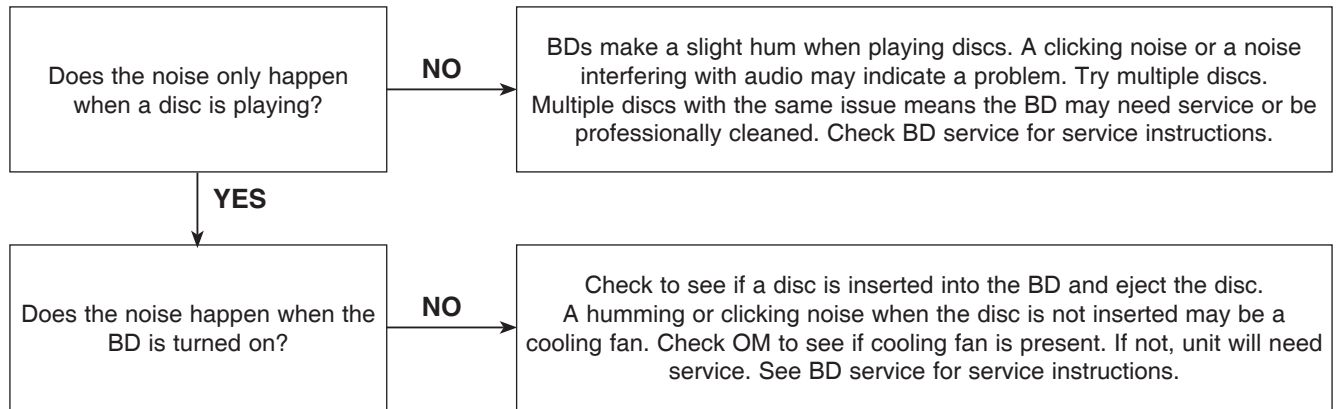 Does the noise only happen
when a disc is playing?
NO
BDs make a slight hum when playing discs. A clicking noise or a noise
interfering with audio may indicate a problem. Try multiple discs.
Multiple discs with the same issue means the BD may need service or be
professionally cleaned. Check BD service for service instructions.
YES
Does the noise happen when the
BD is turned on?
NO
Check to see if a disc is inserted into the BD and eject the disc.
A humming or clicking noise when the disc is not inserted may be a
cooling fan. Check OM to see if cooling fan is present. If not, unit will need
service. See BD service for service instructions.